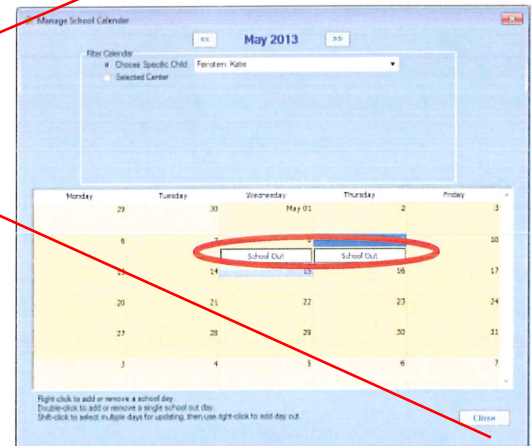 Manage School Calendar
<< May 2013 >>
Filter Calendar
Choose Specific Child Feinstein, Katie
Selected Center
Monday Tuesday Wednesday Thursday Friday
29 30 May 01 2 3
6 7 8 10
School Out School Out
13 14 15 16 17
20 21 22 23 24
27 28 29 30 31
3 4 5 6 7
Right-click to add or remove a school day
Double-click to add or remove a single school out day
Shift-click to select multiple days for updating, then use right-click to add day out.
Close